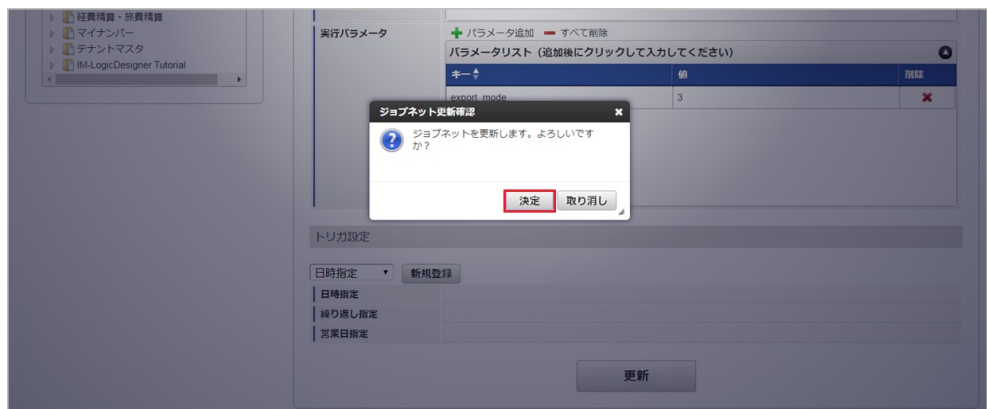 経費精算・旅費精算
マイナンバー
テナントマスタ
IM-LogicDesigner Tutorial
実行パラメータ
パラメータ追加 すべて削除
パラメータリスト（追加後にクリックして入力してください）
キー 値 削除
export_mode 3
ジョブネット更新確認
ジョブネットを更新します。よろしいです
か？
決定 取り消し
トリガ設定
日時指定 新規登録
日時指定
繰り返し指定
営業日指定
更新